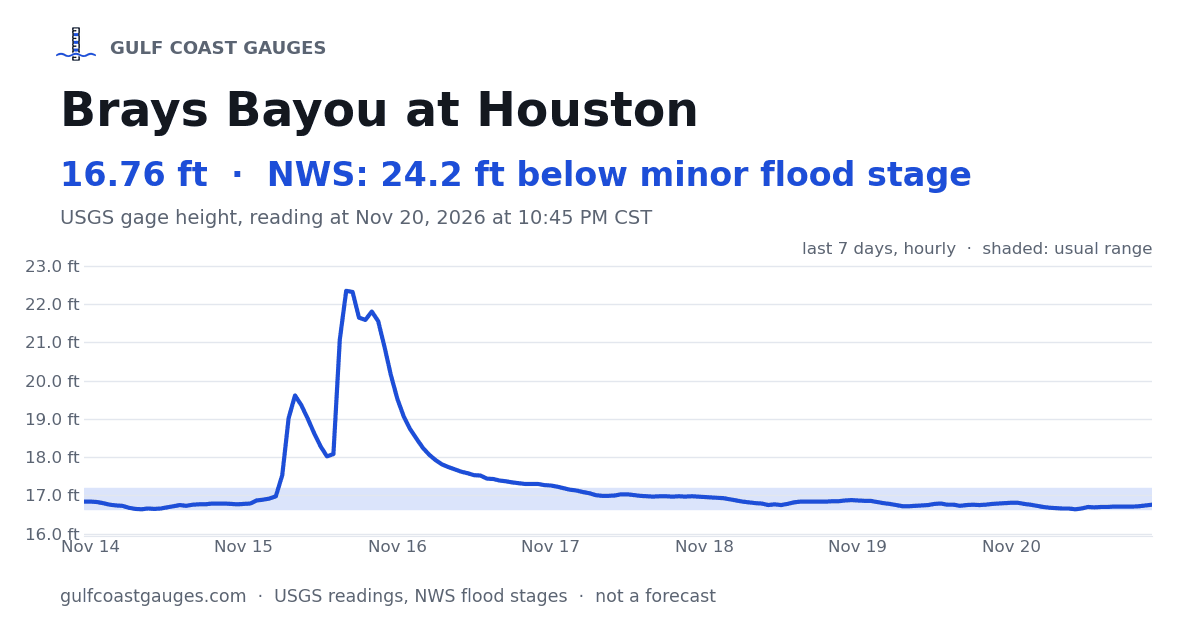 GULF COAST GAUGES
Brays Bayou at Houston
16.76 ft · NWS: 24.2 ft below minor flood stage
USGS gage height, reading at Nov 20, 2026 at 10:45 PM CST
last 7 days, hourly · shaded: usual range
23.0 ft
22.0 ft
21.0 ft
20.0 ft
19.0 ft
18.0 ft
17.0 ft
16.0 ft
Nov 14 Nov 15 Nov 16 Nov 17 Nov 18 Nov 19 Nov 20
gulfcoastgauges.com · USGS readings, NWS flood stages · not a forecast